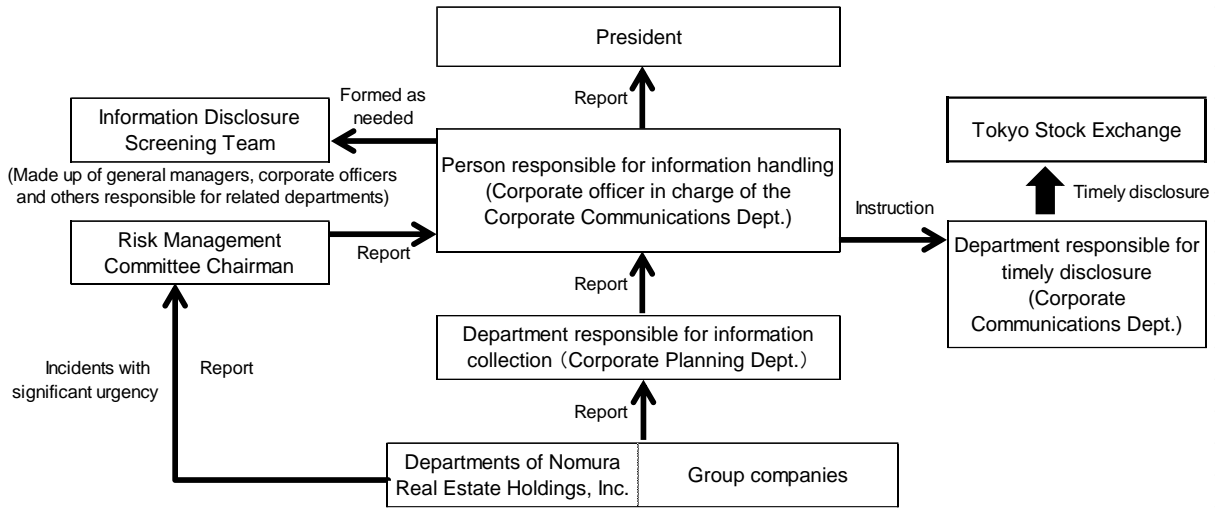 President
Report
Formed as
needed
Information Disclosure
Screening Team
(Made up of general managers, corporate officers
and others responsible for related departments)
Person responsible for information handling
(Corporate officer in charge of the
Corporate Communications Dept.)
Tokyo Stock Exchange
Timely disclosure
Instruction
Risk Management
Committee Chairman
Report
Department responsible for
timely disclosure
(Corporate
Communications Dept.)
Report
Department responsible for information
collection（Corporate Planning Dept.）
Incidents with
significant urgency
Report
Report
Departments of Nomura
Real Estate Holdings, Inc.
Group companies